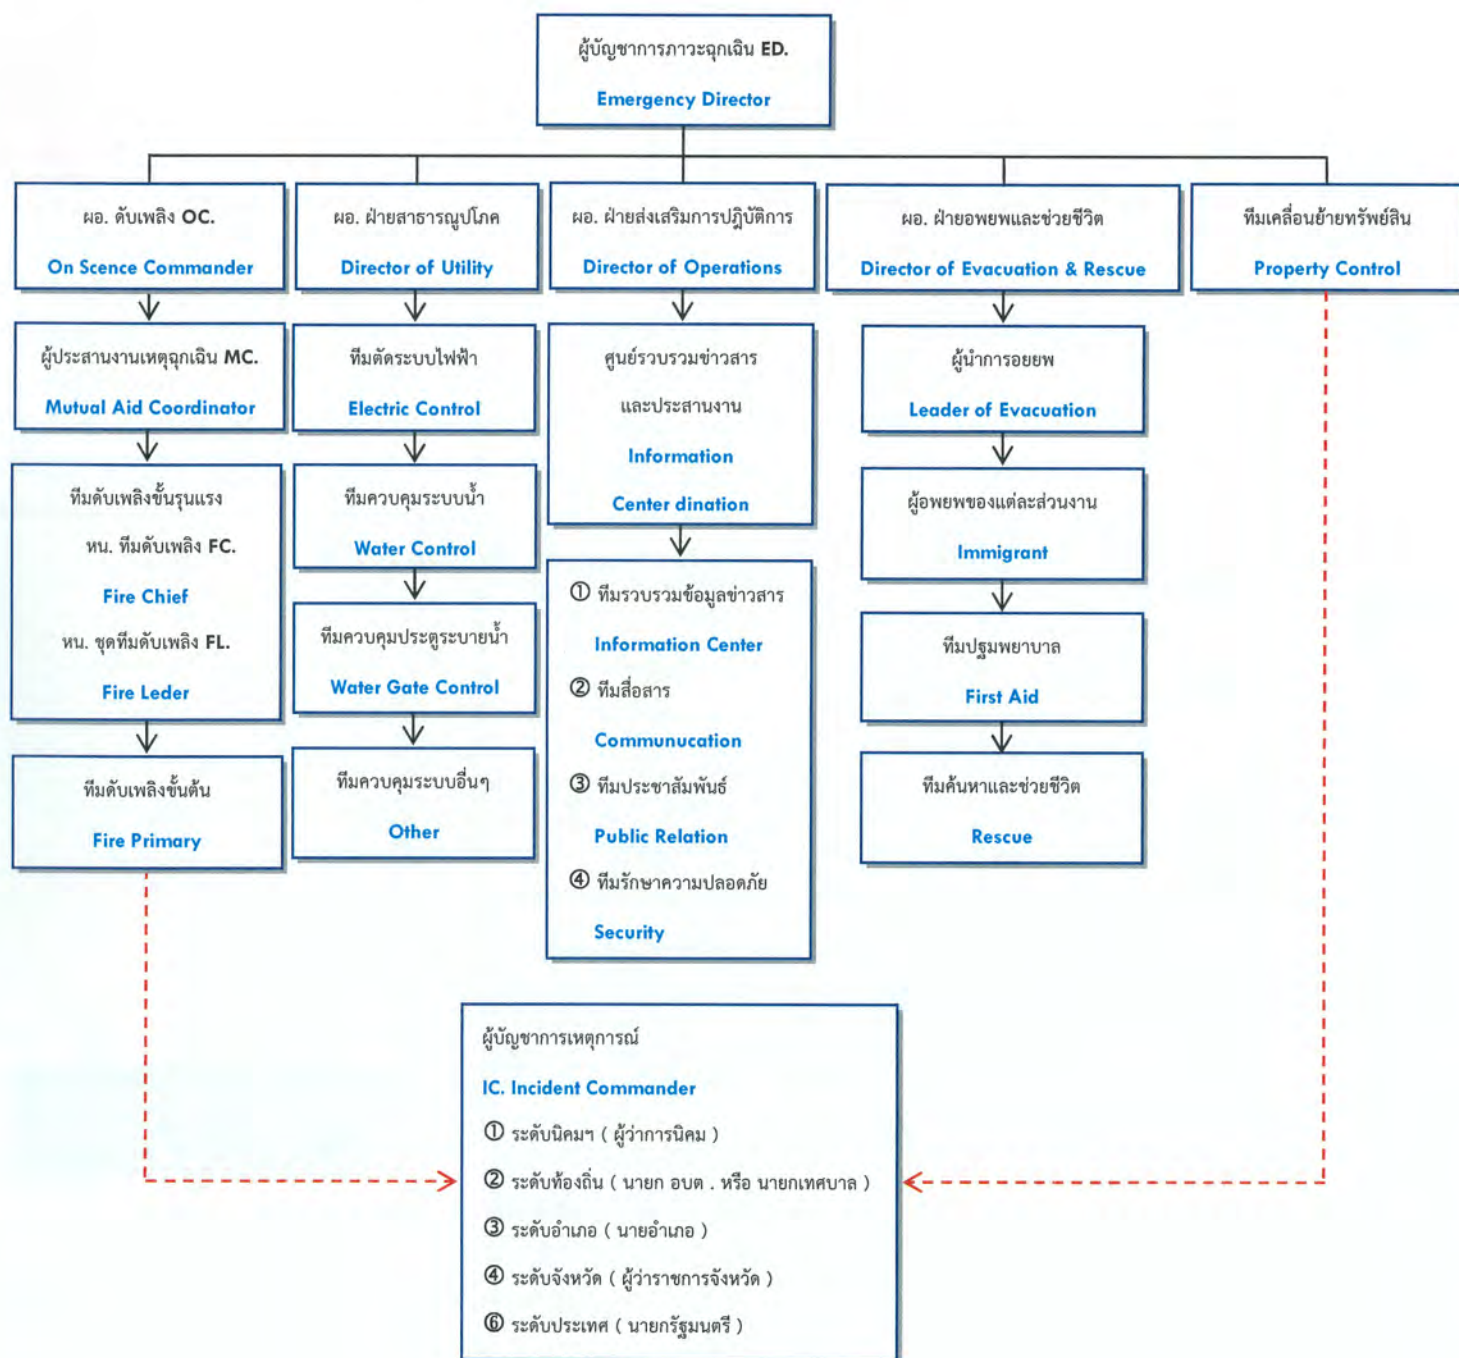 ผู้บัญชาการภาวะฉุกเฉิน ED.
Emergency Director
ผอ. ดับเพลิง OC.
On Scence Commander
ผู้ประสานงานเหตุฉุกเฉิน MC.
Mutual Aid Coordinator
ทีมดับเพลิงขั้นรุนแรง
หน. ทีมดับเพลิง FC.
Fire Chief
หน. ชุดทีมดับเพลิง FL.
Fire Leder
ทีมดับเพลิงขั้นต้น
Fire Primary
ผอ. ฝ่ายสาธารณูปโภค
Director of Utility
ทีมตัดระบบไฟฟ้า
Electric Control
ทีมควบคุมระบบน้ำ
Water Control
ทีมควบคุมประตูระบายน้ำ
Water Gate Control
ทีมควบคุมระบบอื่นๆ
Other
ผอ. ฝ่ายส่งเสริมการปฎิบัติการ
Director of Operations
ศูนย์รวบรวมข่าวสาร
และประสานงาน
Information
Center dination
① ทีมรวบรวมข้อมูลข่าวสาร
Information Center
② ทีมสื่อสาร
Communucation
③ ทีมประชาสัมพันธ์
Public Relation
④ ทีมรักษาความปลอดภัย
Security
ผอ. ฝ่ายอพยพและช่วยชีวิต
Director of Evacuation & Rescue
ผู้นำการอยยพ
Leader of Evacuation
ผู้อพยพของแต่ละส่วนงาน
Immigrant
ทีมปฐมพยาบาล
First Aid
ทีมค้นหาและช่วยชีวิต
Rescue
ทีมเคลื่อนย้ายทรัพย์สิน
Property Control
ผู้บัญชาการเหตุการณ์
IC. Incident Commander
① ระดับนิคมฯ ( ผู้ว่าการนิคม )
② ระดับท้องถิ่น ( นายก อบต . หรือ นายกเทศบาล )
③ ระดับอำเภอ ( นายอำเภอ )
④ ระดับจังหวัด ( ผู้ว่าราชการจังหวัด )
⑥ ระดับประเทศ ( นายกรัฐมนตรี )